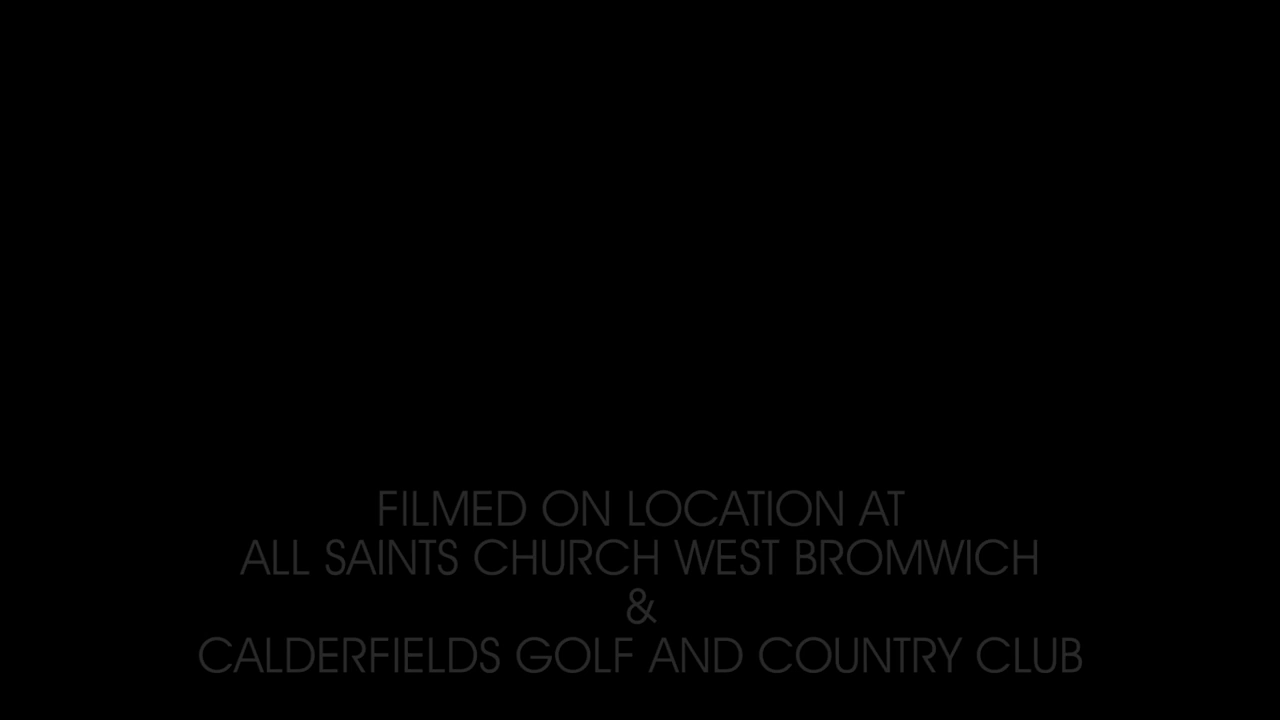 FILMED ON LOCATION AT
ALL SAINTS CHURCH WEST BROMWICH
&
CALDERFIELDS GOLF AND COUNTRY CLUB